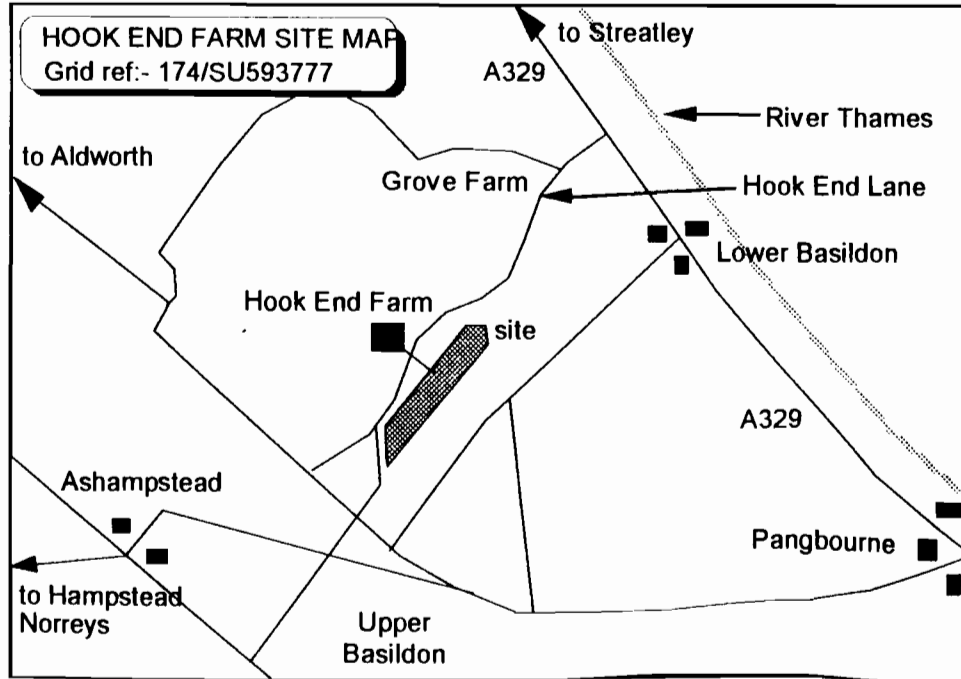 HOOK END FARM SITE MAP
Grid ref:- 174/SU593777
to Streatley
A329
River Thames
to Aldworth
Grove Farm
Hook End Lane
Lower Basildon
Hook End Farm
site
A329
Ashampstead
Pangbourne
to Hampstead
Norreys
Upper
Basildon